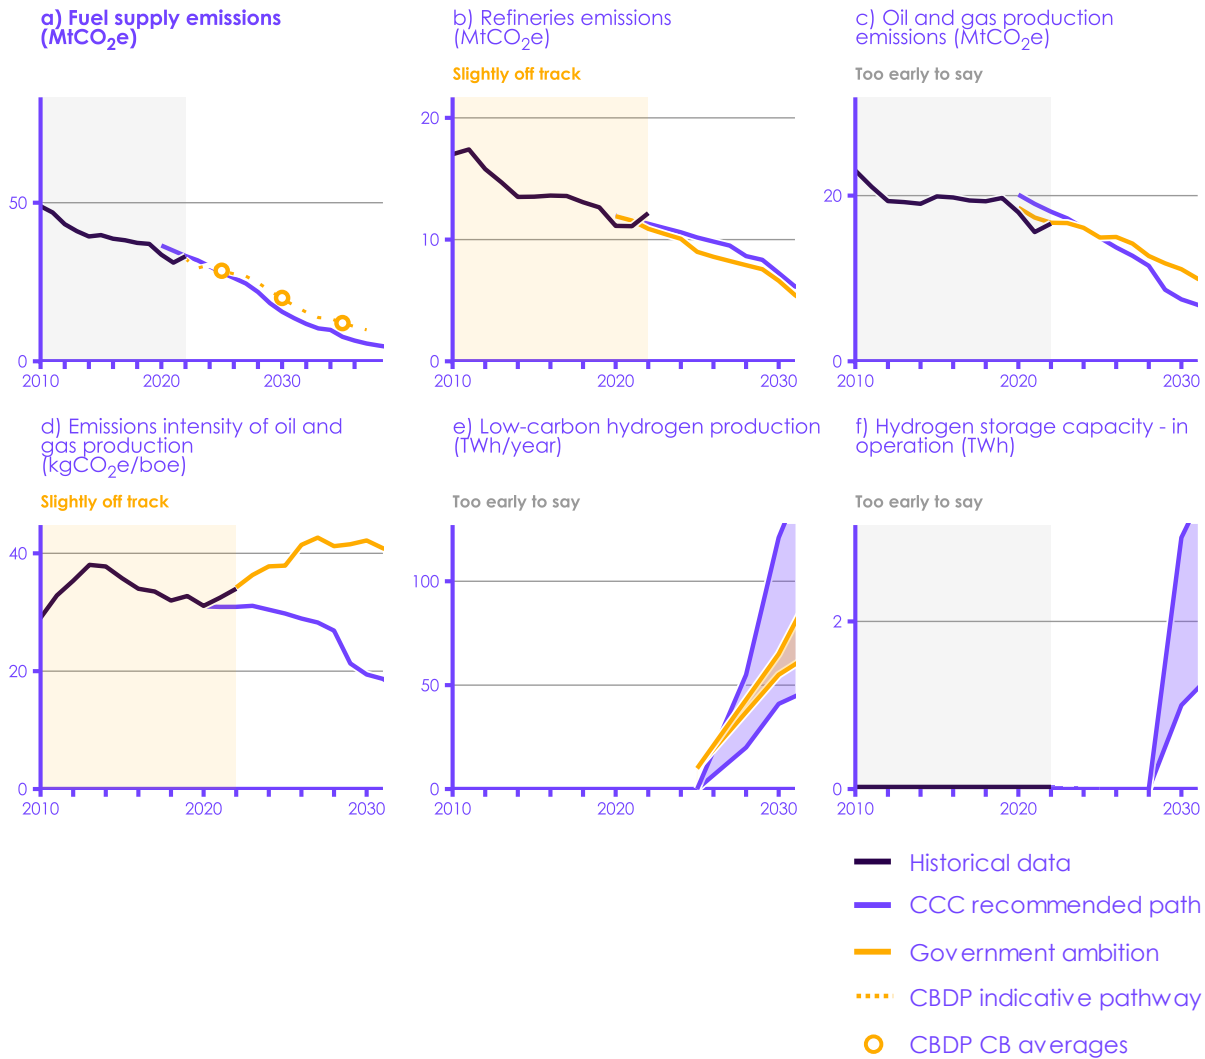 a) Fuel supply emissions
(MtCO2e)
50
0
2010
2020
2030
b) Refineries emissions
(MtCO2e)
Slightly off track
20
10
0
2010
2020
2030
c) Oil and gas production
emissions (MtCO2e)
Too early to say
20
0
2010
2020
2030
d) Emissions intensity of oil and
gas production
(kgCO2e/boe)
Slightly off track
40
20
0
2010
2020
2030
e) Low-carbon hydrogen production
(TWh/year)
Too early to say
100
50
0
2010
2020
2030
f) Hydrogen storage capacity - in
operation (TWh)
Too early to say
2
0
2010
2020
2030
Historical data
CCC recommended path
Government ambition
CBDP indicative pathway
CBDP CB averages